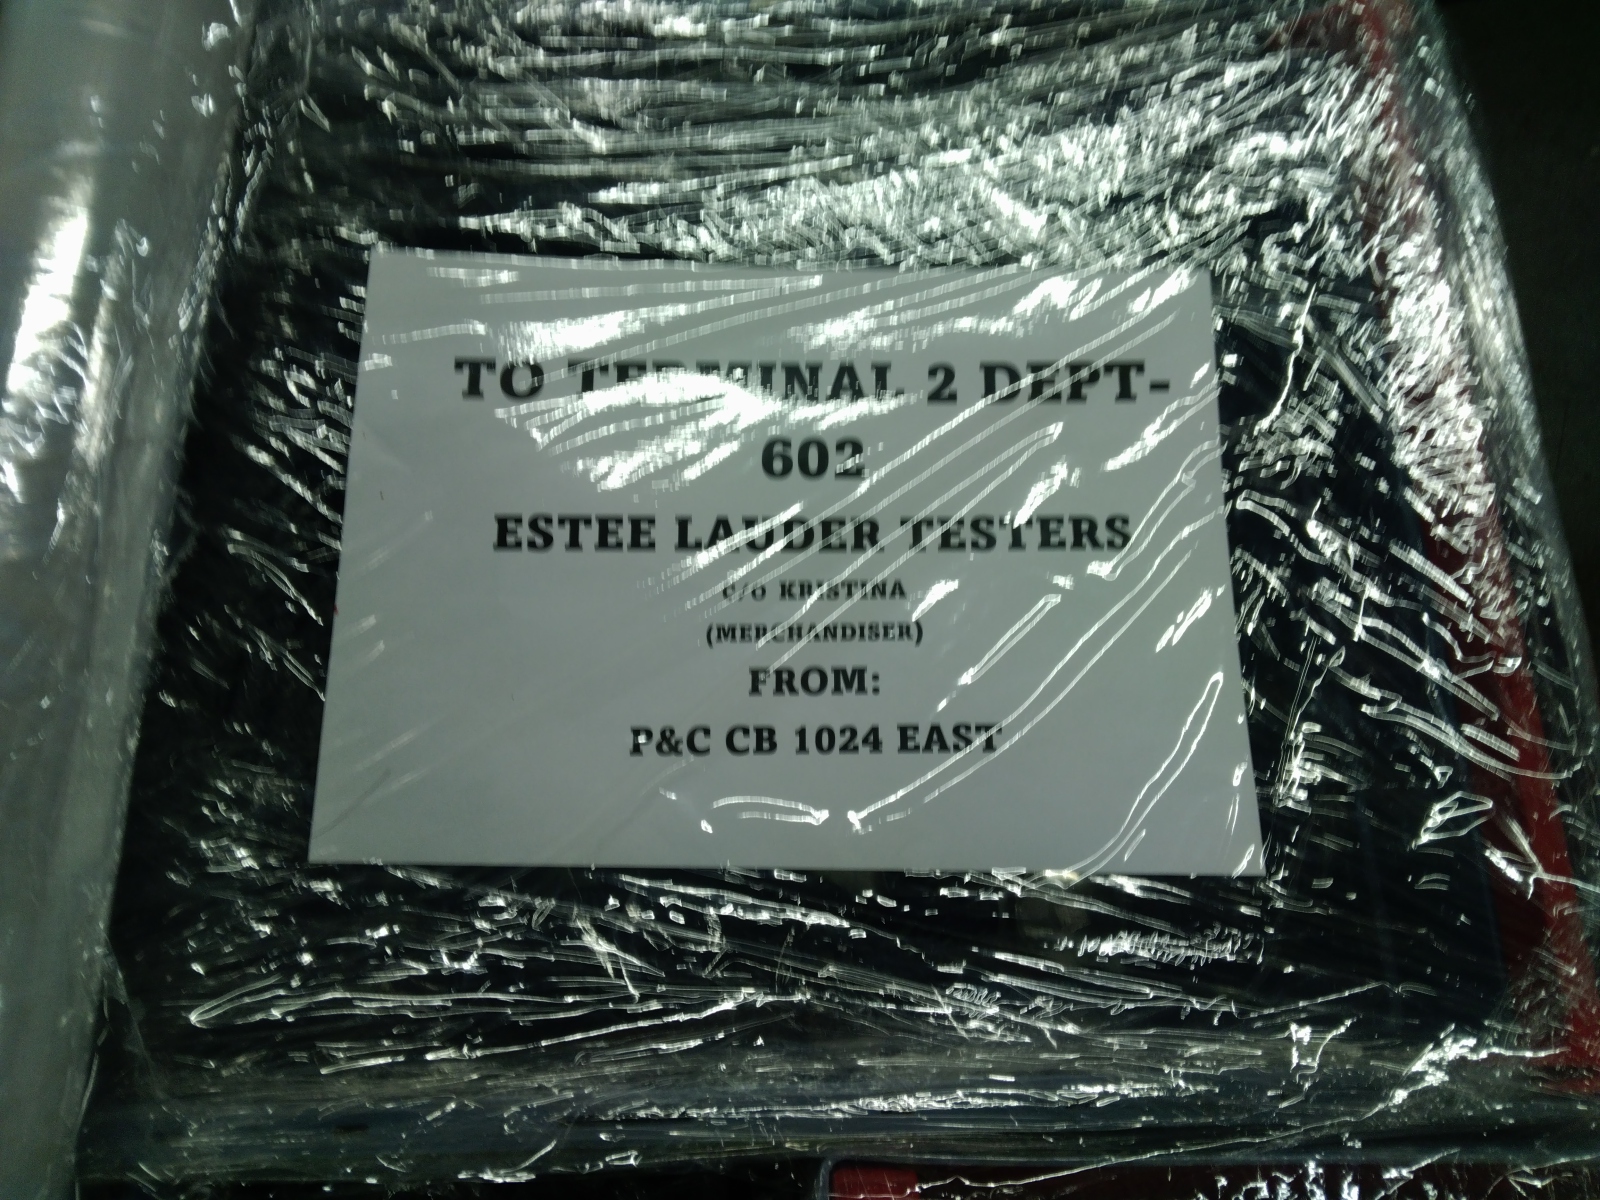 TO TERMINAL 2 DEPT-
602
ESTEE LAUDER TESTERS
c/o KRISTINA
(MERCHANDISER)
FROM:
P&C CB 1024 EAST